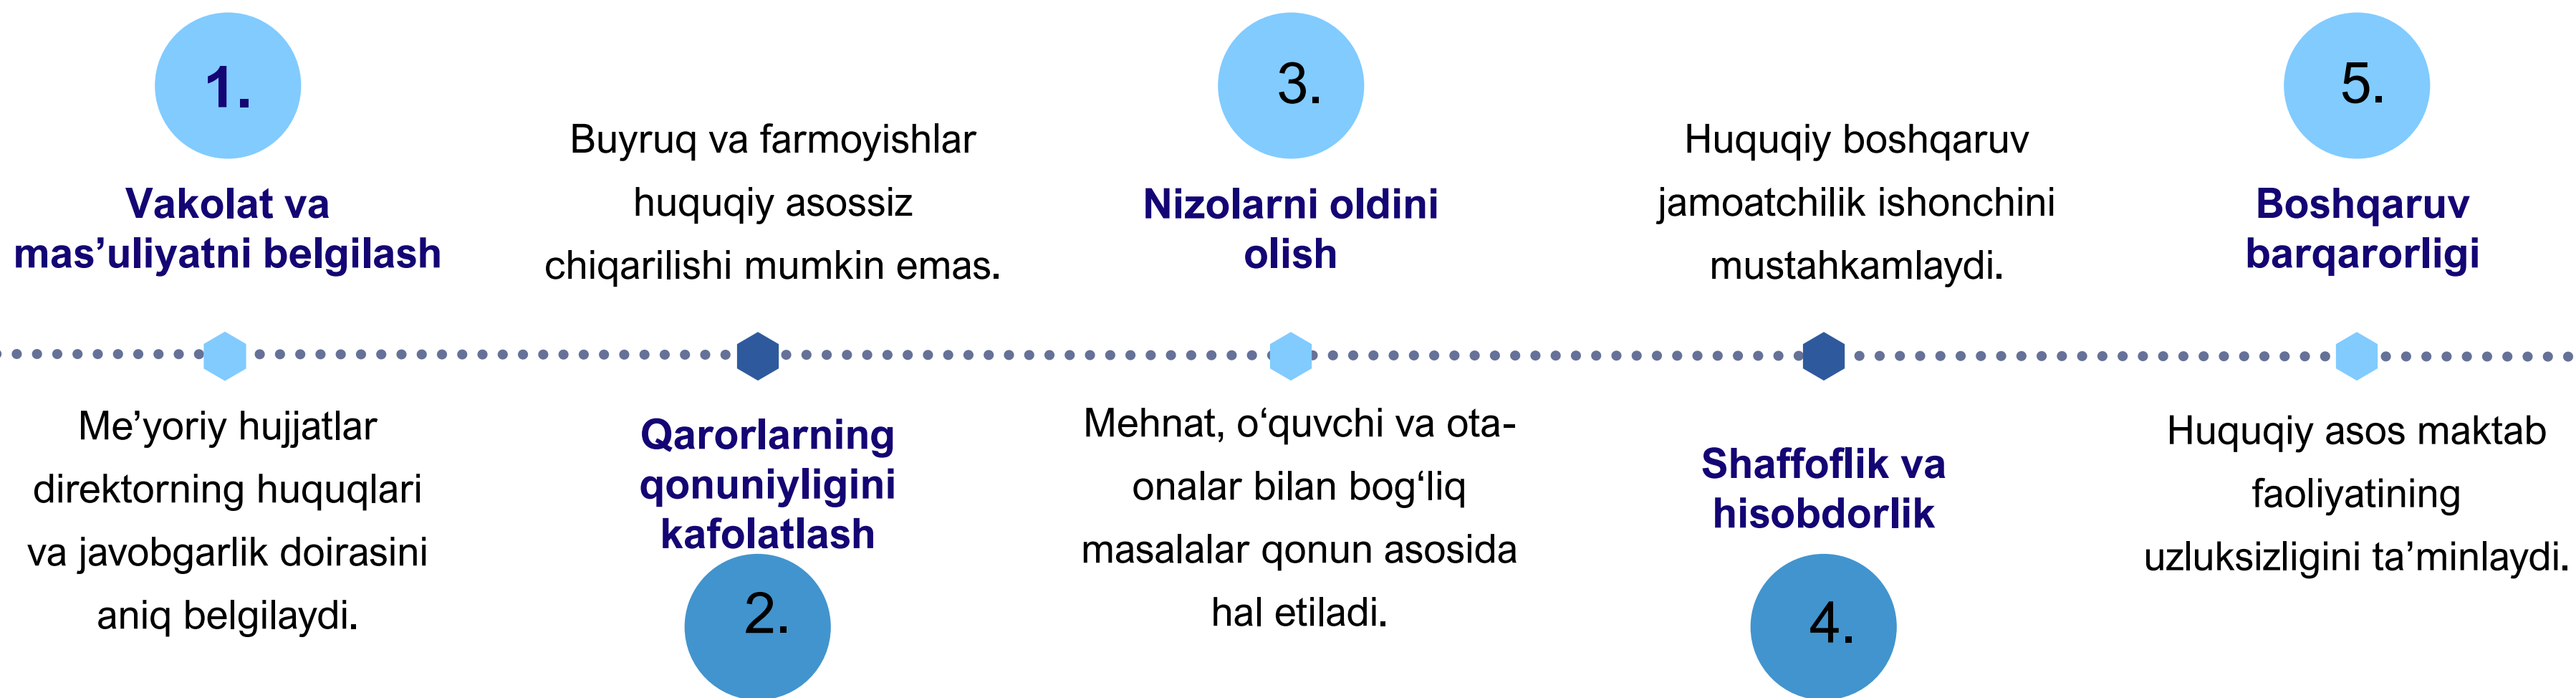 1.
Vakolat va
mas’uliyatni belgilash
Me’yoriy hujjatlar
direktorning huquqlari
va javobgarlik doirasini
aniq belgilaydi.
Buyruq va farmoyishlar
huquqiy asossiz
chiqarilishi mumkin emas.
Qarorlarning
qonuniyligini
kafolatlash
2.
3.
Nizolarni oldini
olish
Mehnat, o‘quvchi va ota-
onalar bilan bog‘liq
masalalar qonun asosida
hal etiladi.
Huquqiy boshqaruv
jamoatchilik ishonchini
mustahkamlaydi.
Shaffoflik va
hisobdorlik
4.
5.
Boshqaruv
barqarorligi
Huquqiy asos maktab
faoliyatining
uzluksizligini ta’minlaydi.